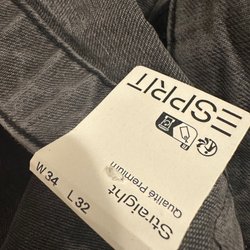 ESPRIT
Straight
Qualité Premium
W 34 L 32